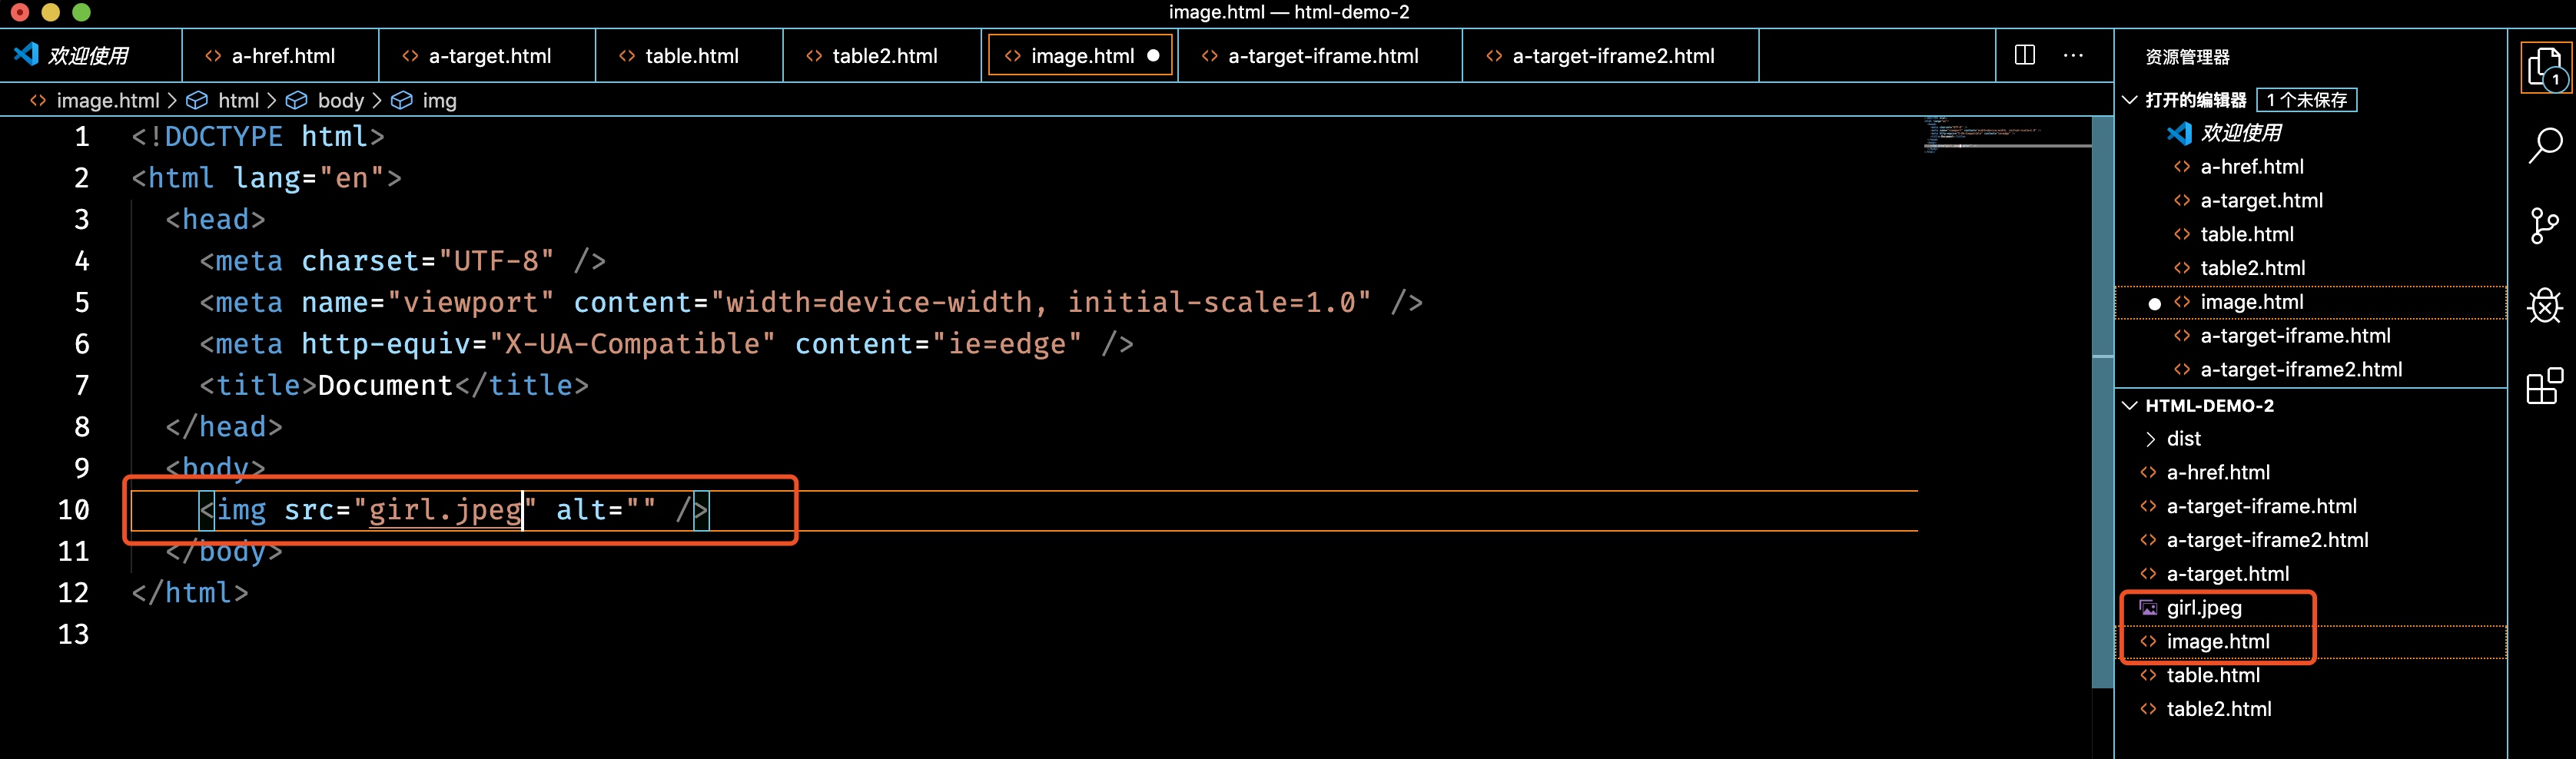 image.html — html-demo-2
欢迎使用
a-href.html
a-target.html
table.html
table2.html
image.html
a-target-iframe.html
a-target-iframe2.html
image.html > html > body > img
1 <!DOCTYPE html>
2 <html lang="en">
3 <head>
4 <meta charset="UTF-8" />
5 <meta name="viewport" content="width=device-width, initial-scale=1.0" />
6 <meta http-equiv="X-UA-Compatible" content="ie=edge" />
7 <title>Document</title>
8 </head>
9 <body>
10 <img src="girl.jpeg" alt="" />
11 </body>
12 </html>
13
资源管理器
打开的编辑器 1 个未保存
欢迎使用
a-href.html
a-target.html
table.html
table2.html
image.html
a-target-iframe.html
a-target-iframe2.html
HTML-DEMO-2
dist
a-href.html
a-target-iframe.html
a-target-iframe2.html
a-target.html
girl.jpeg
image.html
table.html
table2.html
1